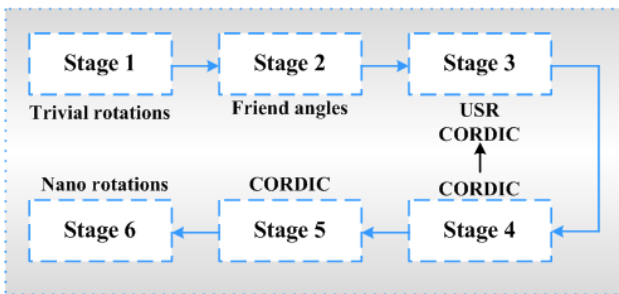 Stage 1
Stage 2
Stage 3
Trivial rotations
Friend angles
USR
CORDIC
Nano rotations
CORDIC
CORDIC
Stage 6
Stage 5
Stage 4